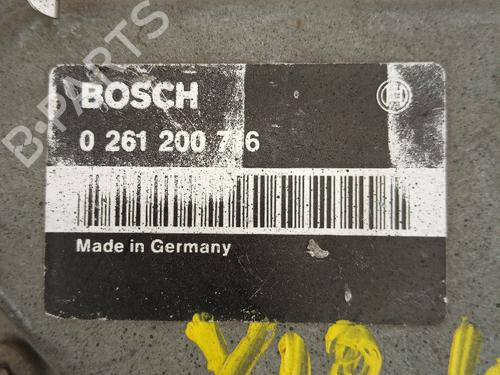 B-PARTS
BOSCH
0 261 200 716
Made in Germany